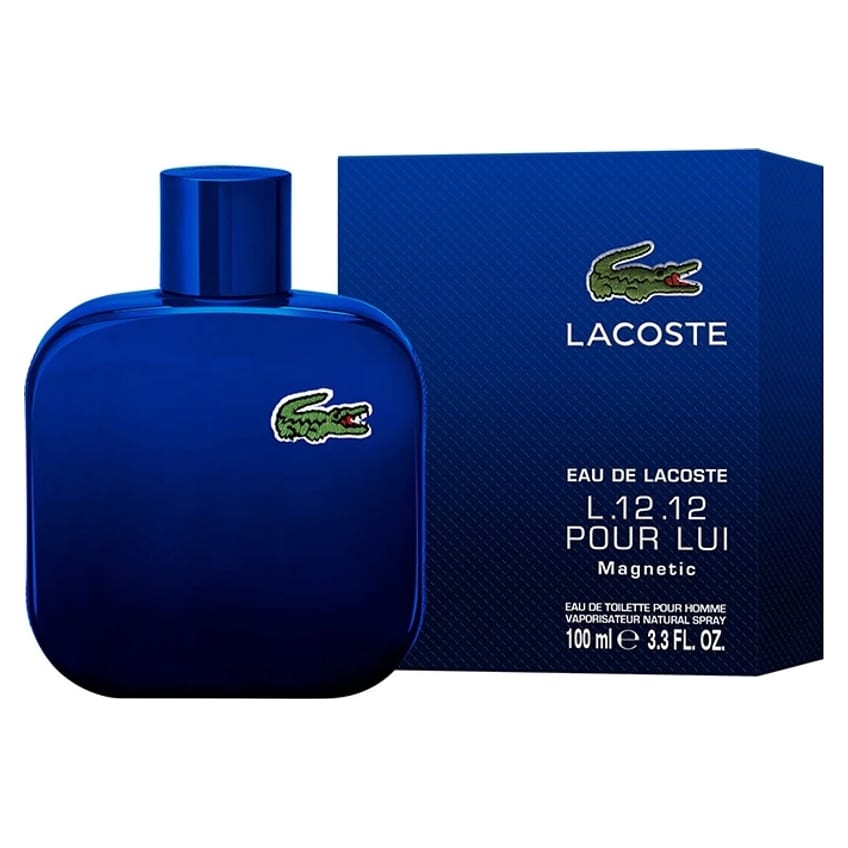 LACOSTE
EAU DE LACOSTE
L.12.12
POUR LUI
Magnetic
EAU DE TOILETTE POUR HOMME
VAPORISATEUR NATURAL SPRAY
100 ml ℮ 3.3 FL. OZ.